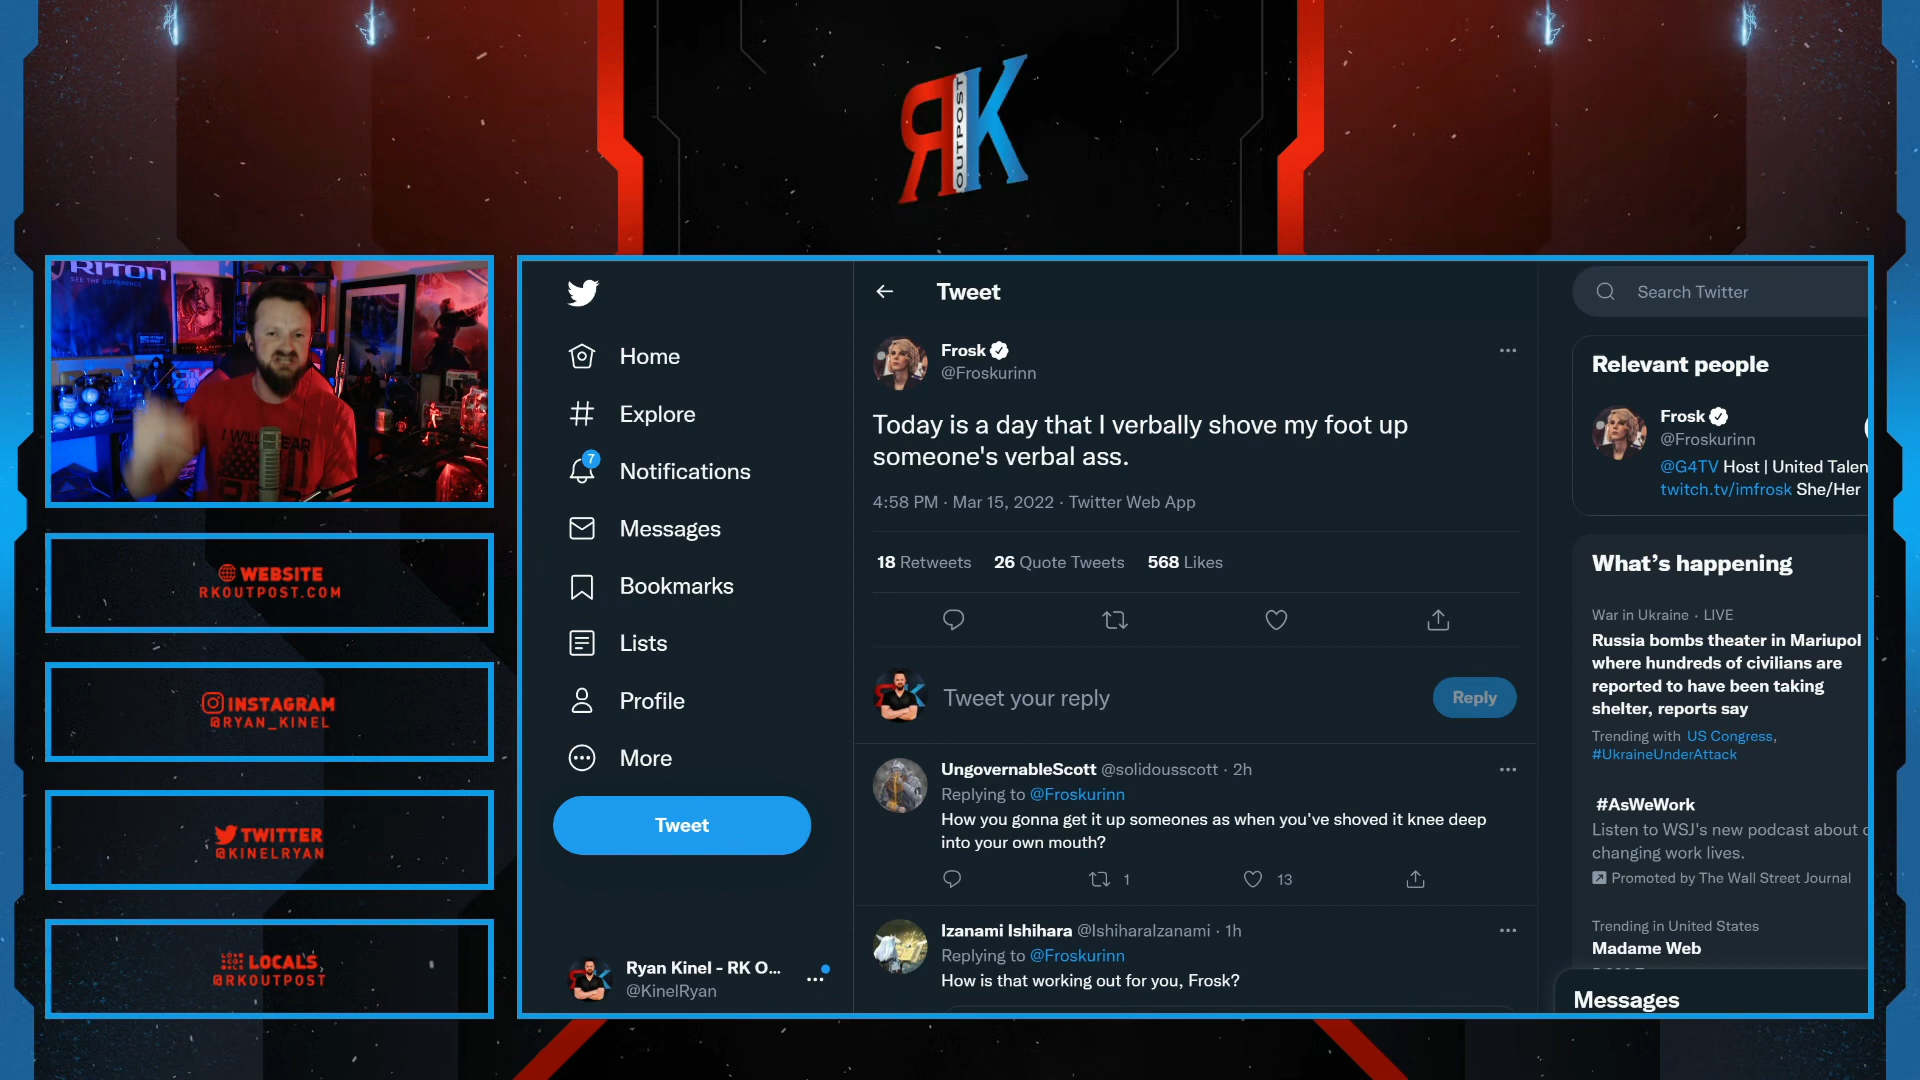 RK
OUTPOST
RITON
SEE THE DIFFERENCE
I WILL
WEBSITE
RKOUTPOST.COM
INSTAGRAM
@RYAN_KINEL
TWITTER
@KINELRYAN
LOCALS
@RKOUTPOST
Home
Explore
7
Notifications
Messages
Bookmarks
Lists
Profile
More
Tweet
Ryan Kinel - RK O...
@KinelRyan
Tweet
Frosk
@Froskurinn
Today is a day that I verbally shove my foot up
someone's verbal ass.
4:58 PM · Mar 15, 2022 · Twitter Web App
18 Retweets 26 Quote Tweets 568 Likes
Tweet your reply
Reply
UngovernableScott @solidousscott · 2h
Replying to @Froskurinn
How you gonna get it up someones as when you've shoved it knee deep
into your own mouth?
1 13
Izanami Ishihara @IshiharaIzanami · 1h
Replying to @Froskurinn
How is that working out for you, Frosk?
Search Twitter
Relevant people
Frosk
@Froskurinn
@G4TV Host | United Talen
twitch.tv/imfrosk She/Her
What's happening
War in Ukraine · LIVE
Russia bombs theater in Mariupol
where hundreds of civilians are
reported to have been taking
shelter, reports say
Trending with US Congress,
#UkraineUnderAttack
#AsWeWork
Listen to WSJ's new podcast about
changing work lives.
Promoted by The Wall Street Journal
Trending in United States
Madame Web
Messages